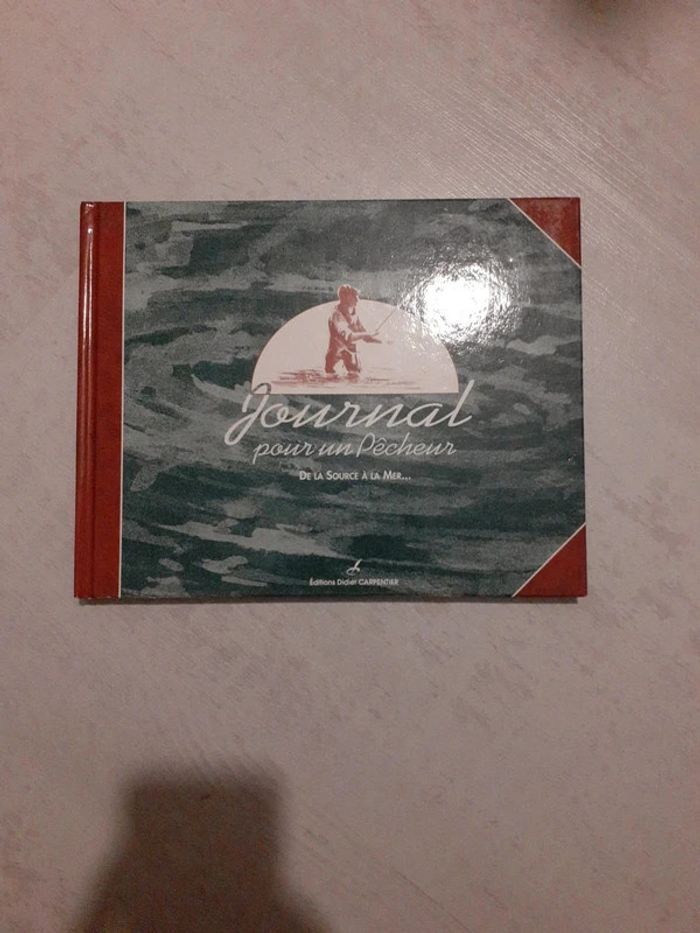 Journal
pour un Pêcheur
DE LA SOURCE À LA MER...
Éditions Didier CARPENTIER